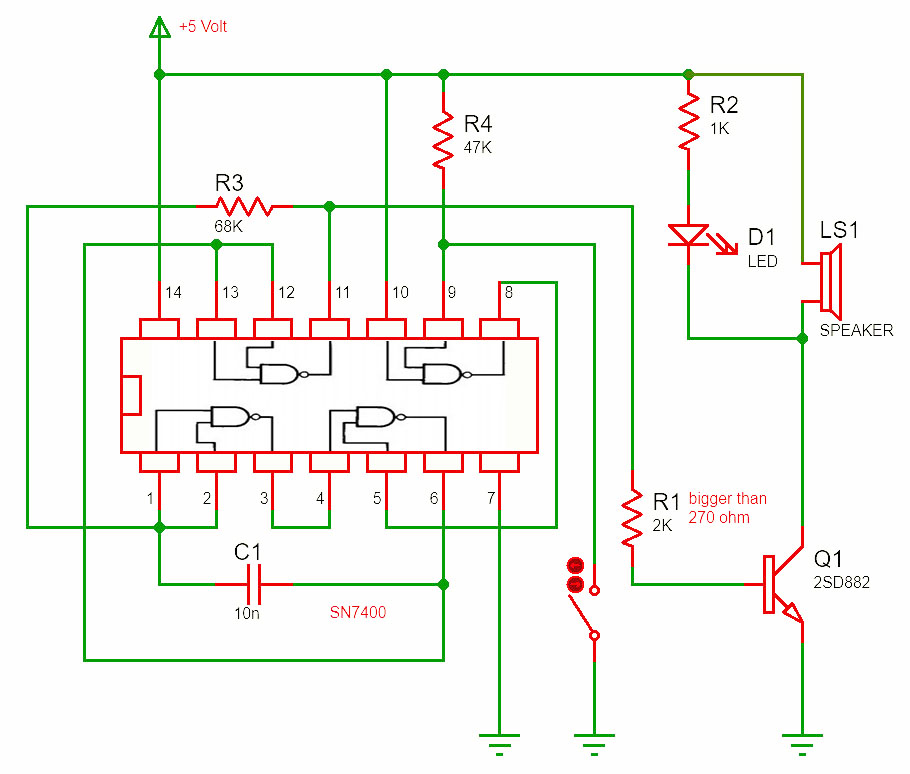 +5 Volt
R2
1K
R4
47K
R3
68K
D1
LED
LS1
SPEAKER
14
13
12
11
10
9
8
1
2
3
4
5
6
7
R1
2K
bigger than
270 ohm
C1
10n
SN7400
Q1
2SD882